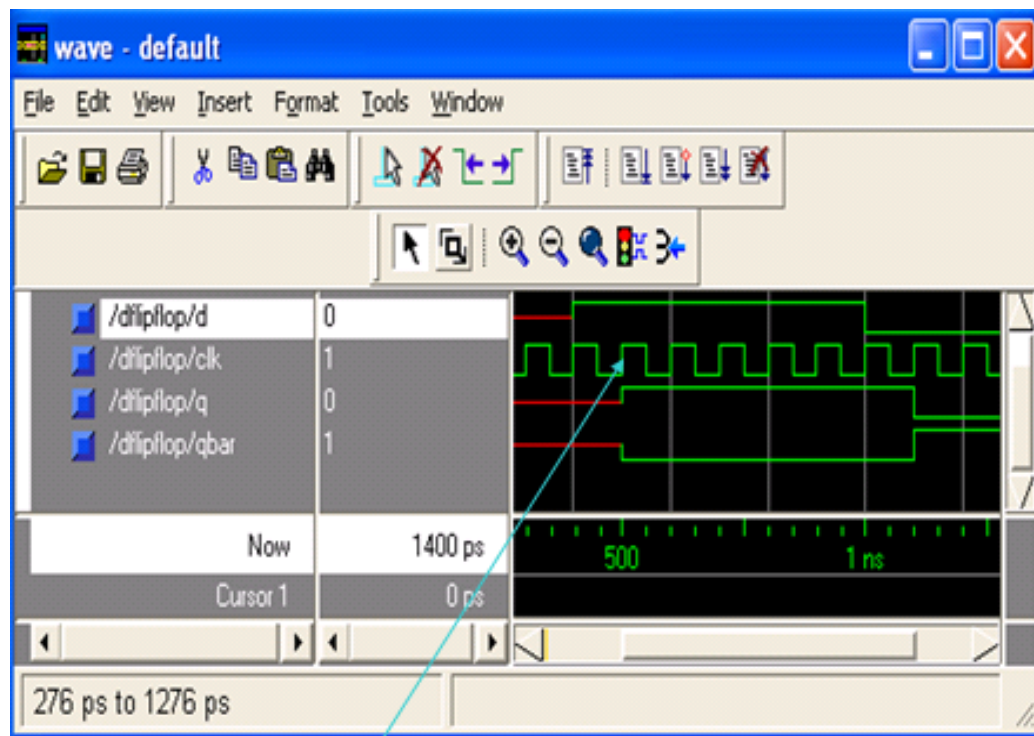 wave - default
File Edit View Insert Format Tools Window
/dflipflop/d 0
/dflipflop/clk 1
/dflipflop/q 0
/dflipflop/qbar 1
Now 1400 ps 500 1 ns
Cursor 1 0 ps
276 ps to 1276 ps